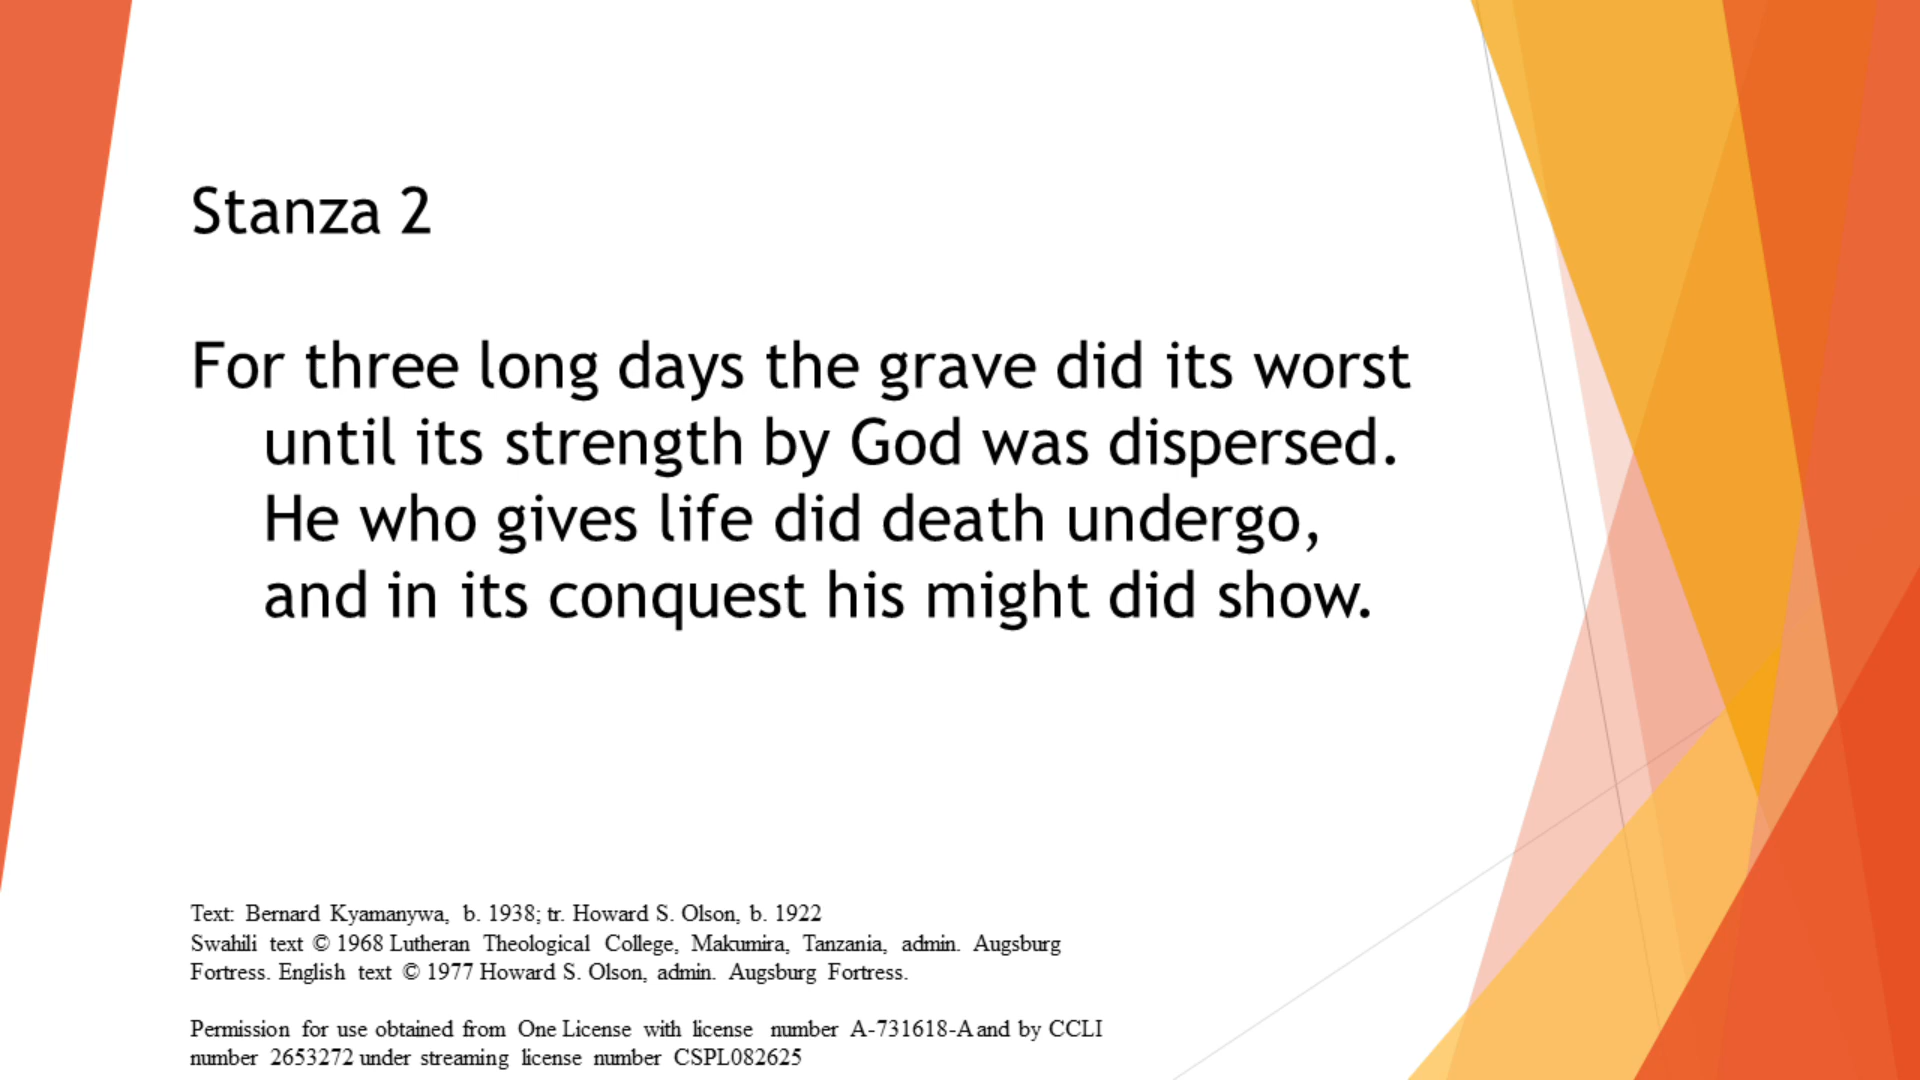 Stanza 2
For three long days the grave did its worst
until its strength by God was dispersed.
He who gives life did death undergo,
and in its conquest his might did show.
Text: Bernard Kyamanywa, b. 1938; tr. Howard S. Olson, b. 1922
Swahili text © 1968 Lutheran Theological College, Makumira, Tanzania, admin. Augsburg
Fortress. English text © 1977 Howard S. Olson, admin. Augsburg Fortress.
Permission for use obtained from One License with license number A-731618-A and by CCLI
number 2653272 under streaming license number CSPL082625